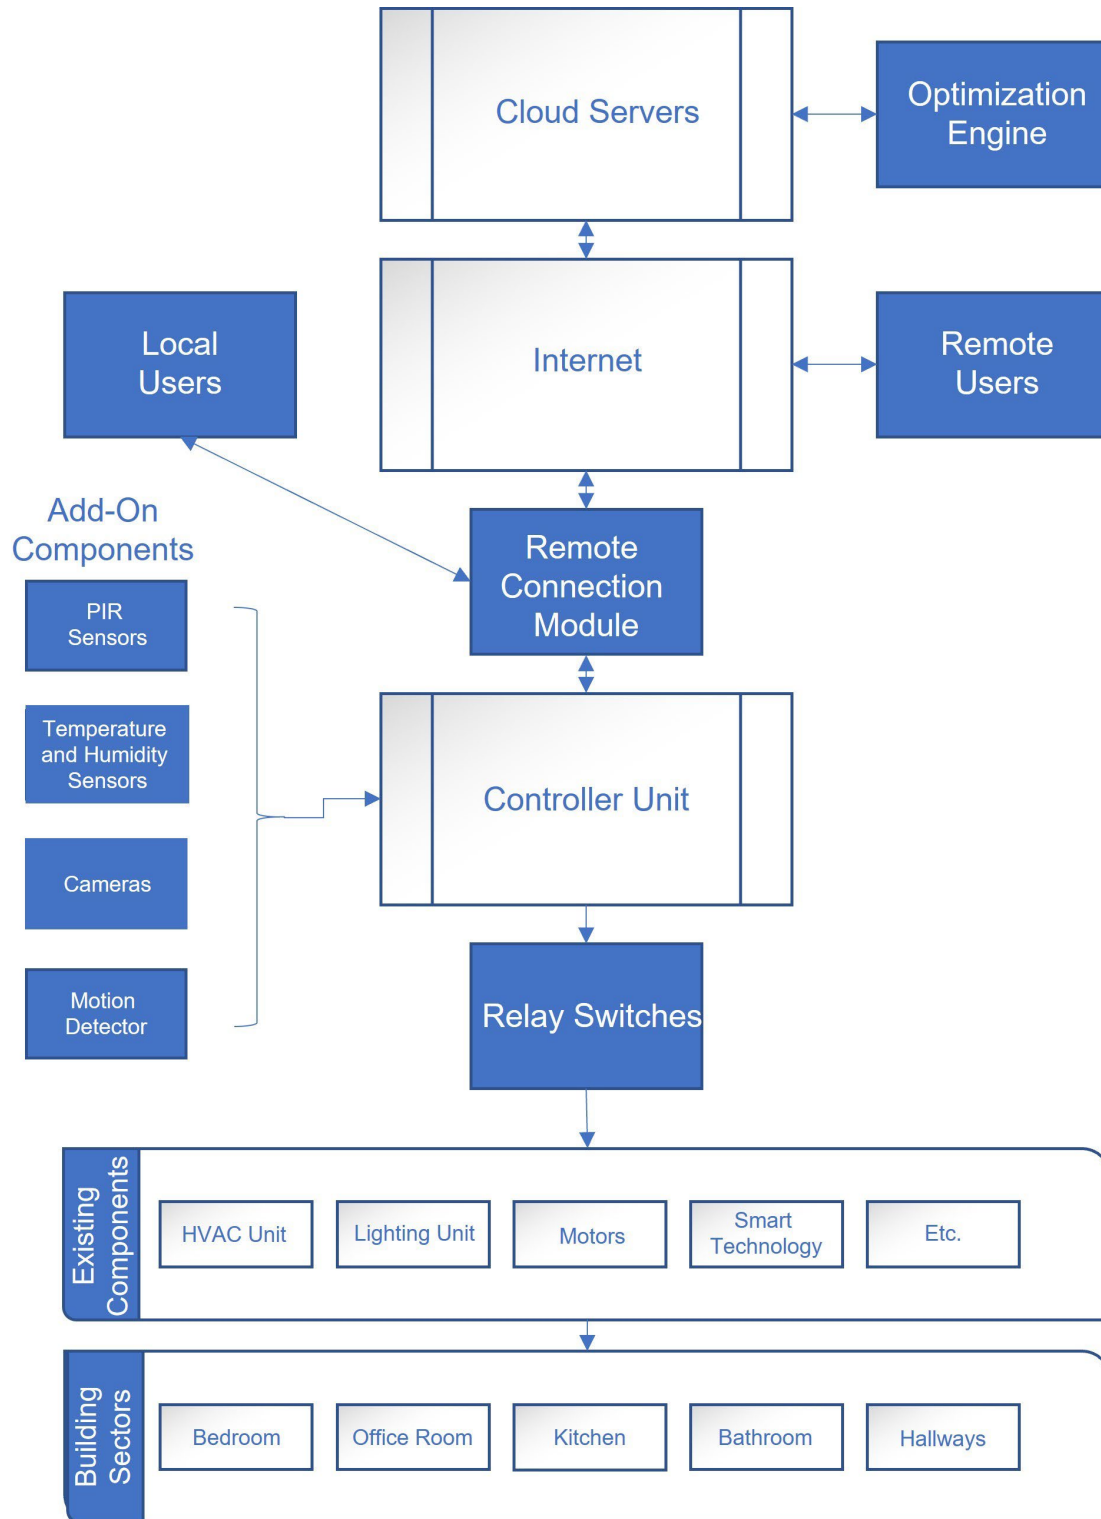 Cloud Servers
Optimization
Engine
Local
Users
Internet
Remote
Users
Add-On
Components
Remote
Connection
Module
PIR
Sensors
Temperature
and Humidity
Sensors
Controller Unit
Cameras
Motion
Detector
Relay Switches
Existing
Components
HVAC Unit
Lighting Unit
Motors
Smart
Technology
Etc.
Building
Sectors
Bedroom
Office Room
Kitchen
Bathroom
Hallways